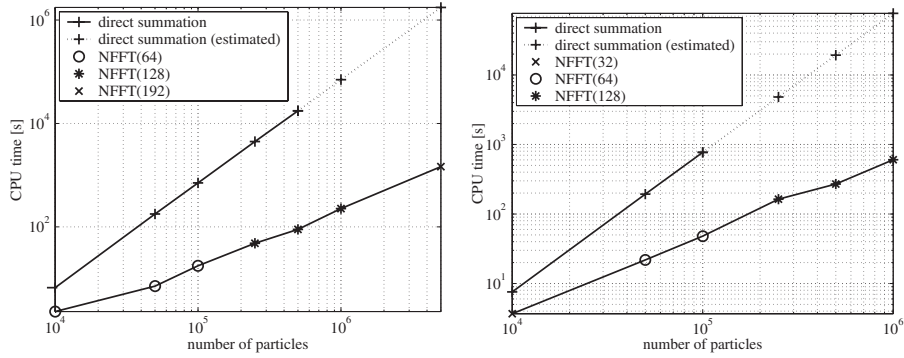 direct summation
direct summation (estimated)
NFFT(64)
NFFT(128)
NFFT(192)
10^6
10^4
10^2
CPU time [s]
10^4
10^5
10^6
number of particles
direct summation
direct summation (estimated)
NFFT(32)
NFFT(64)
NFFT(128)
10^4
10^3
10^2
10^1
CPU time [s]
10^4
10^5
10^6
number of particles